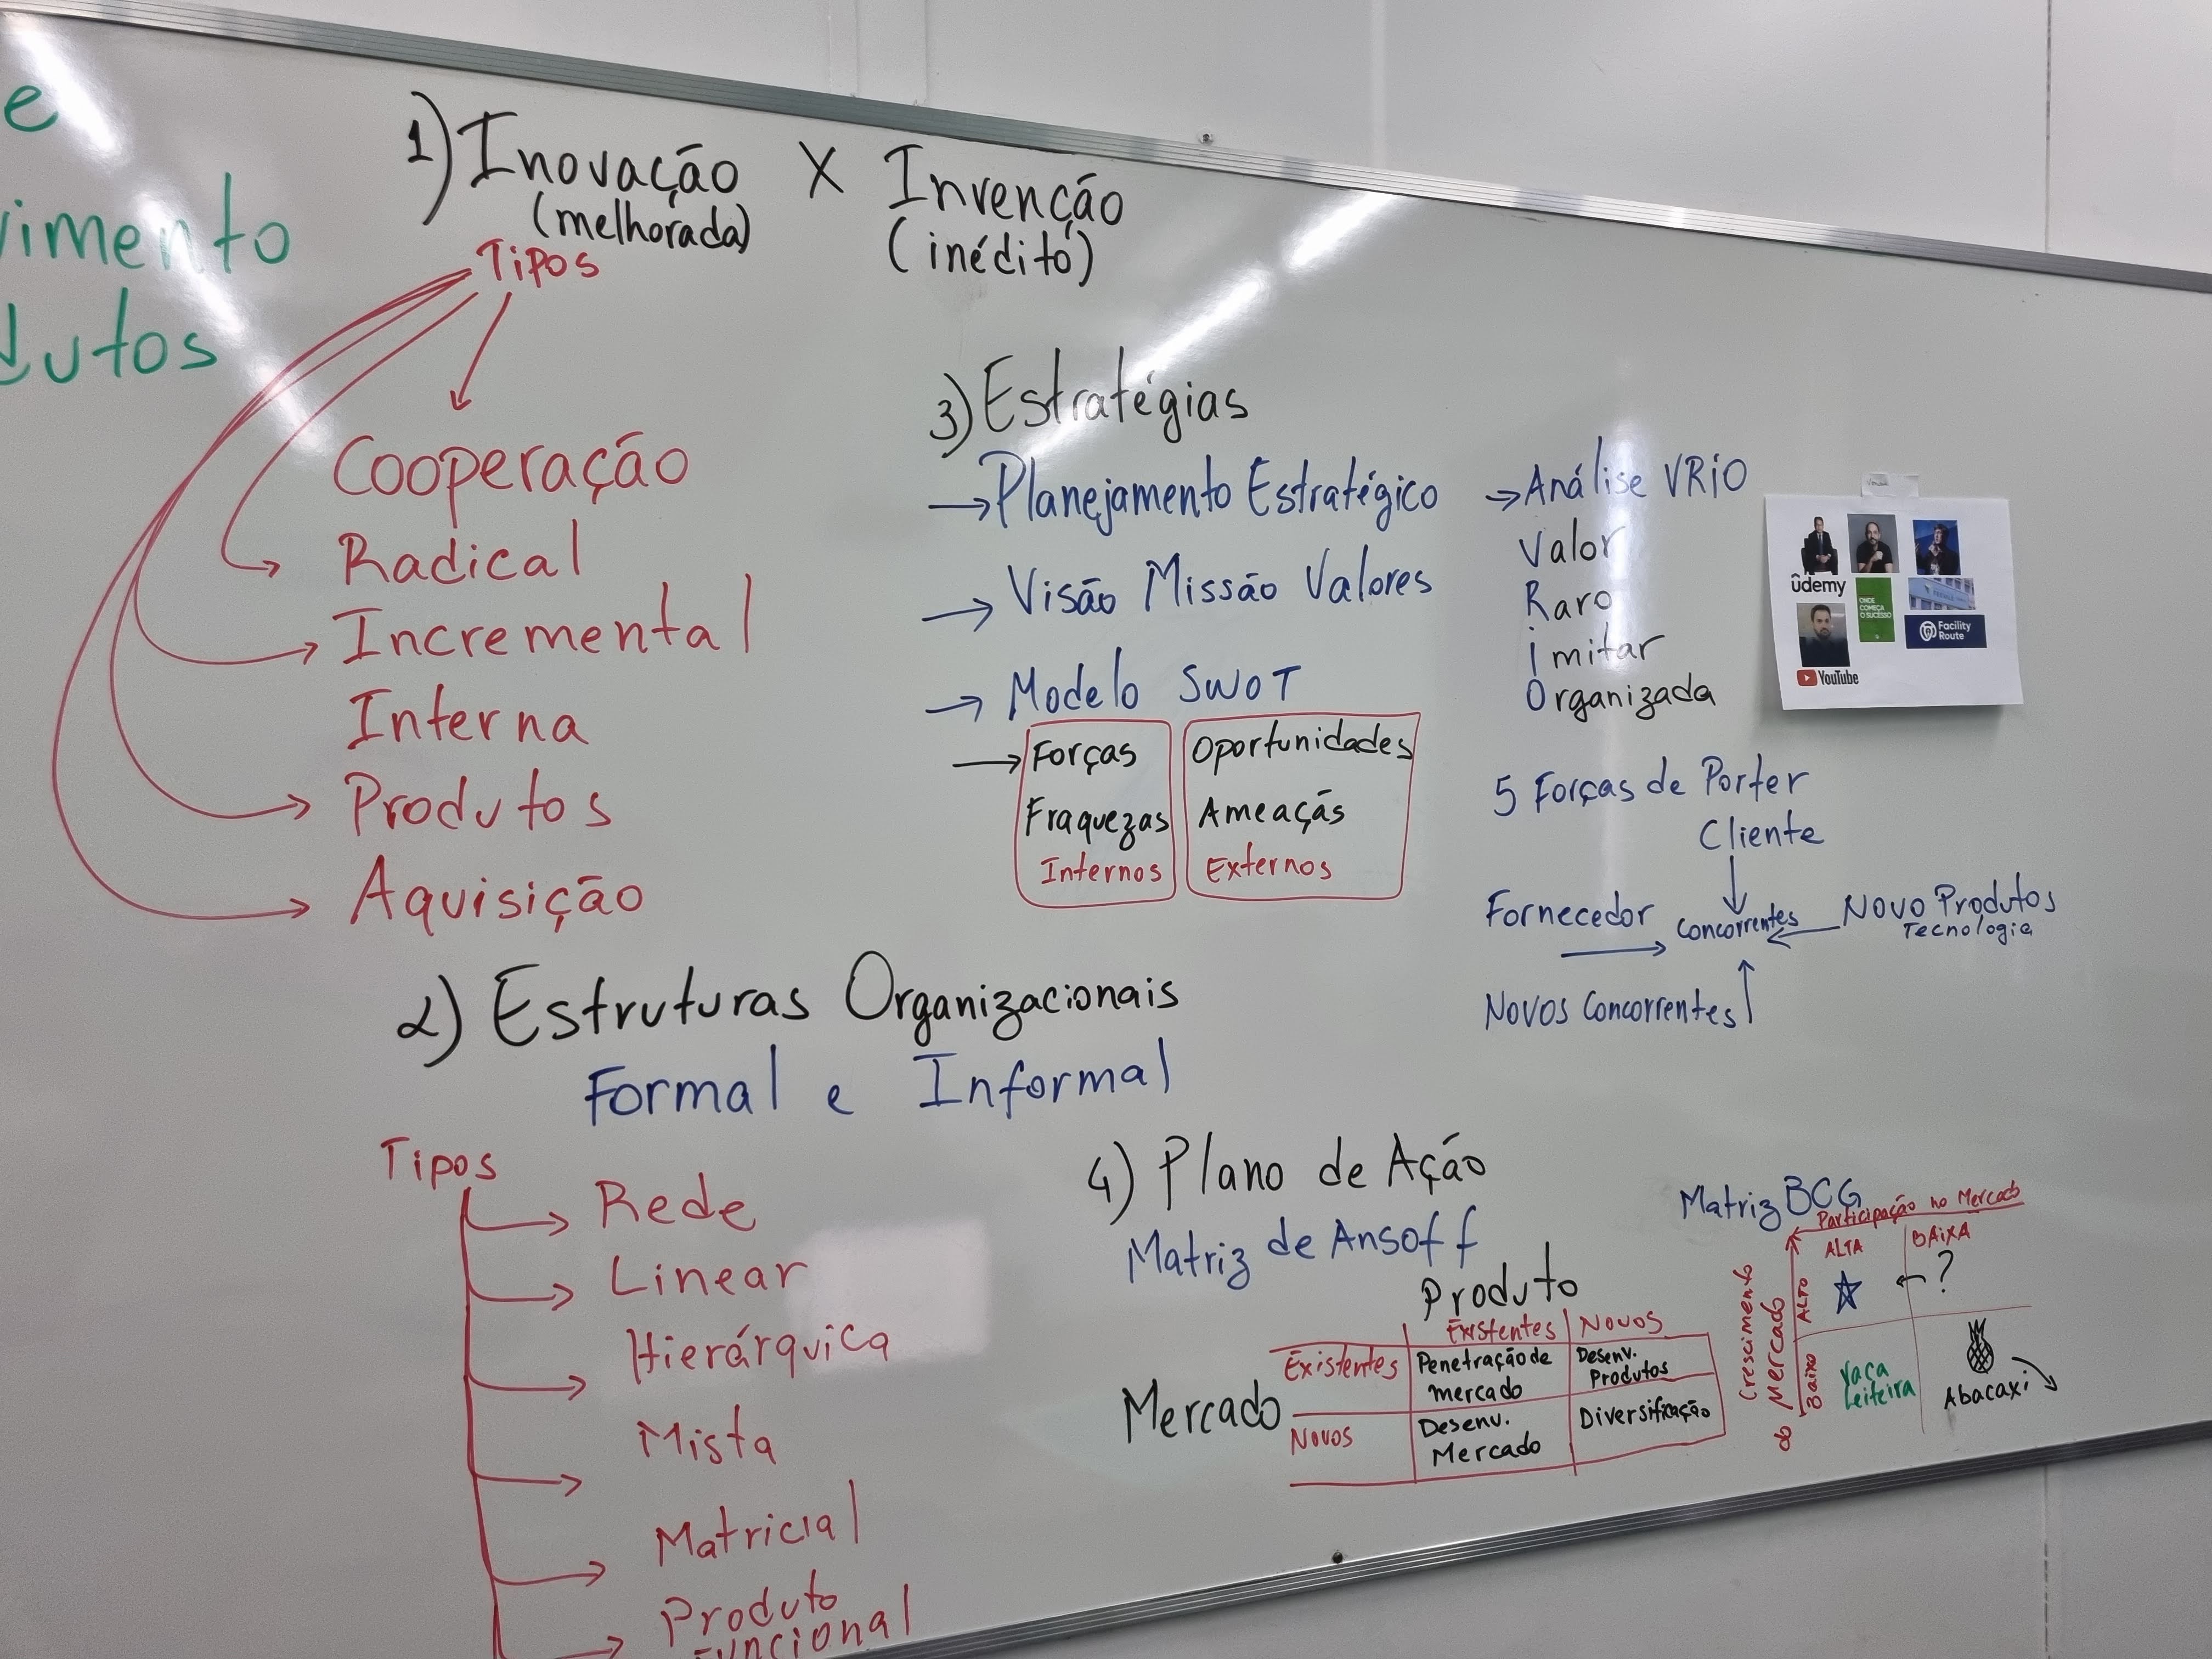 e
vimento
dutos
1) Inovação X Invenção
(melhorada) (inédito)
Tipos
Cooperação
Radical
Incremental
Interna
Produtos
Aquisição
2) Estruturas Organizacionais
Formal e Informal
Tipos
Rede
Linear
Hierárquica
Mista
Matricial
Produto
Funcional
3) Estratégias
→ Planejamento Estratégico
→ Visão Missão Valores
→ Modelo SWOT
→ Forças Oportunidades
Fraquezas Ameaçãs
Internos Externos
→ Análise VRiO
Valor
Raro
imitar
Organizada
ûdemy
ONDE
COMEÇA
O SUCESSO
Facility
Route
YouTube
5 Forças de Porter
Cliente
Fornecedor Concorrentes Novo Produtos
Tecnologia
Novos Concorrentes
4) Plano de Ação
Matriz de Ansoff
Produto
Existentes Novos
Mercado
Existentes Penetração de mercado Desenv. Produtos
Novos Desenv. Mercado Diversificação
Matriz BCG
Participação no Mercado
ALTA BAIXA
Crescimento
do Mercado
ALTO ?
Baixo Vaca
Leiteira Abacaxi